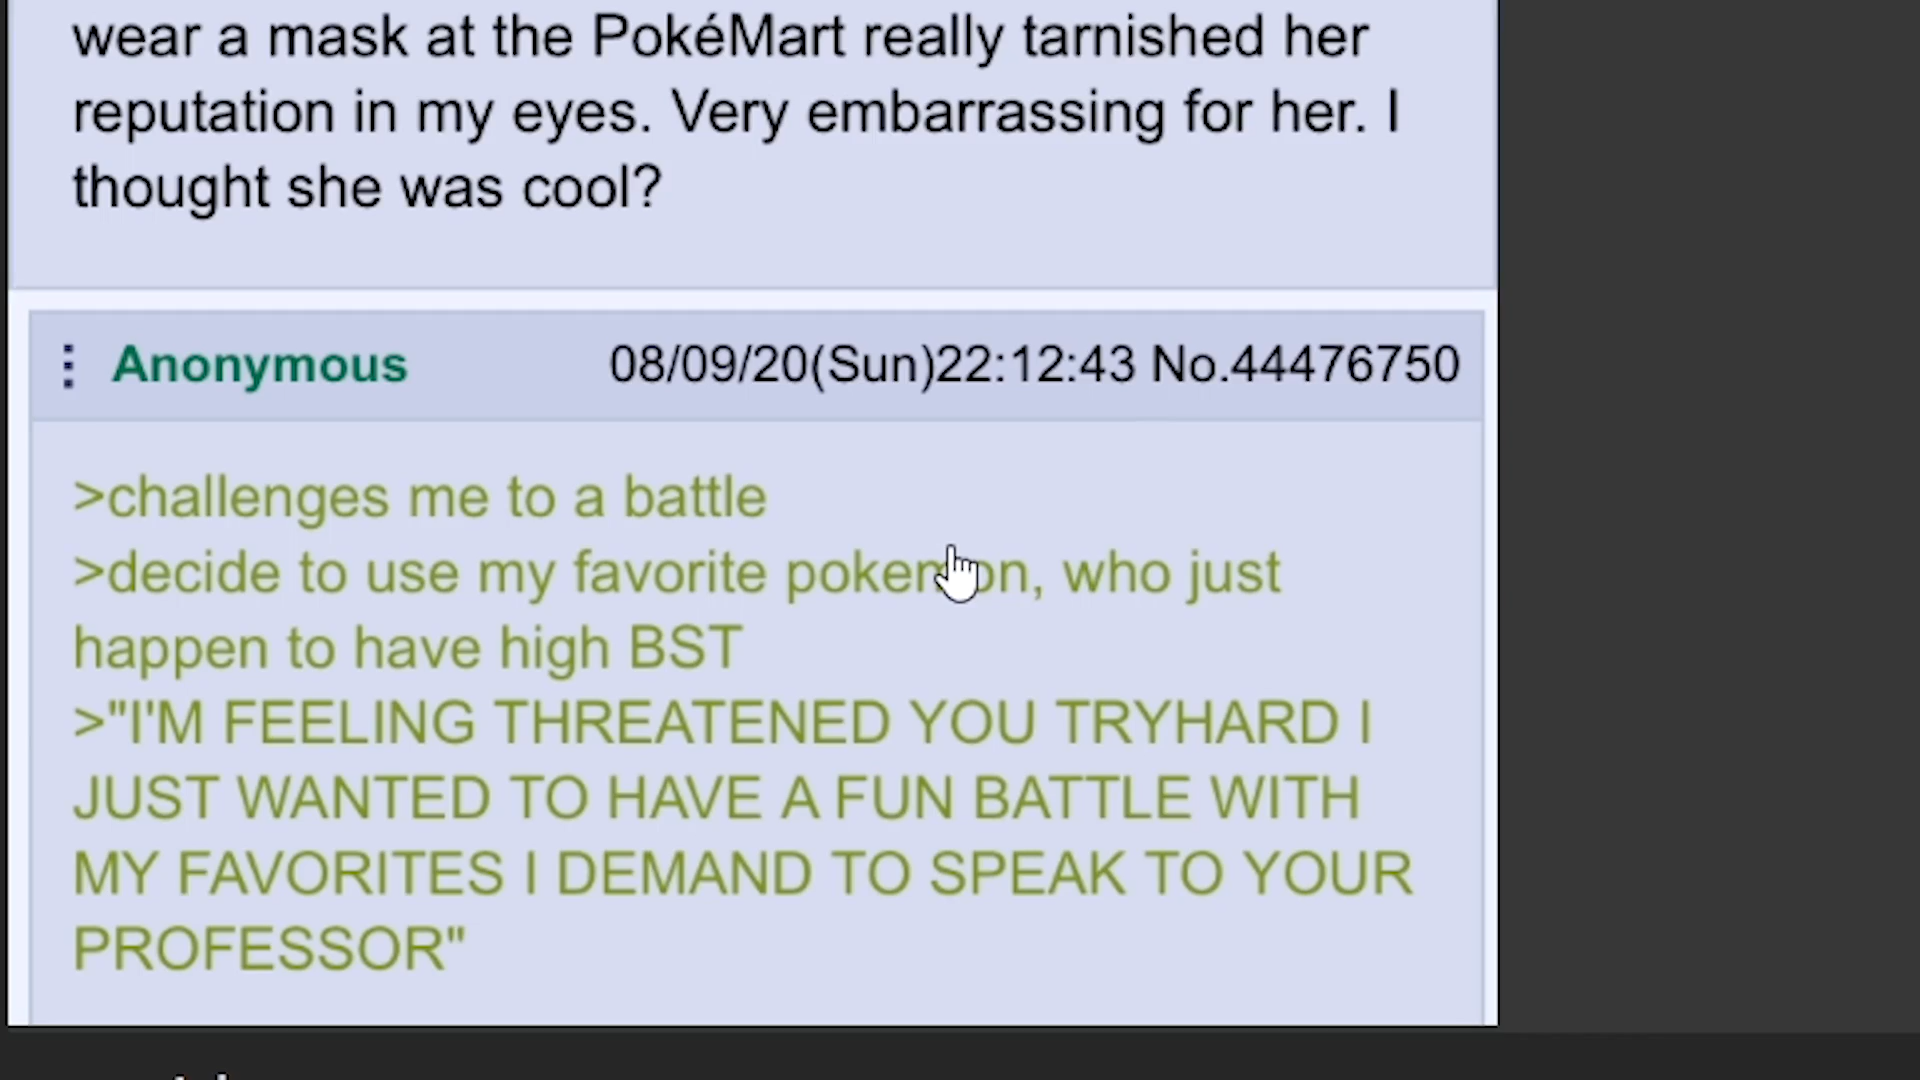 wear a mask at the PokéMart really tarnished her
reputation in my eyes. Very embarrassing for her. I
thought she was cool?
Anonymous 08/09/20(Sun)22:12:43 No.44476750
>challenges me to a battle
>decide to use my favorite pokemon, who just
happen to have high BST
>"I'M FEELING THREATENED YOU TRYHARD I
JUST WANTED TO HAVE A FUN BATTLE WITH
MY FAVORITES I DEMAND TO SPEAK TO YOUR
PROFESSOR"